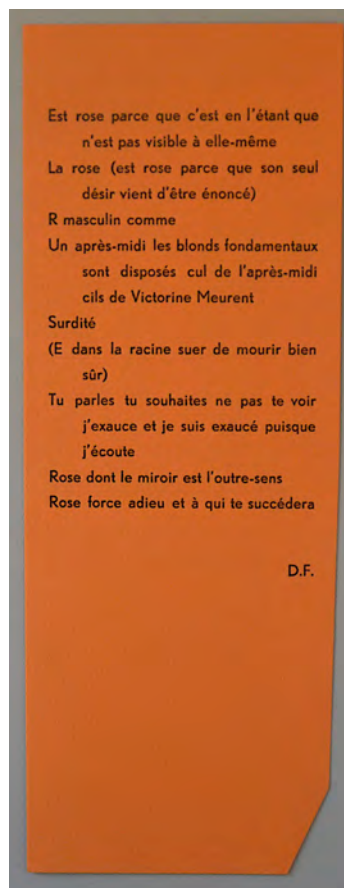 Est rose parce que c'est en l'étant que
n'est pas visible à elle-même
La rose (est rose parce que son seul
désir vient d'être énoncé)
R masculin comme
Un après-midi les blonds fondamentaux
sont disposés cul de l'après-midi
cils de Victorine Meurent
Surdité
(E dans la racine suer de mourir bien
sûr)
Tu parles tu souhaites ne pas te voir
j'exauce et je suis exaucé puisque
j'écoute
Rose dont le miroir est l'outre-sens
Rose force adieu et à qui te succédera
D.F.